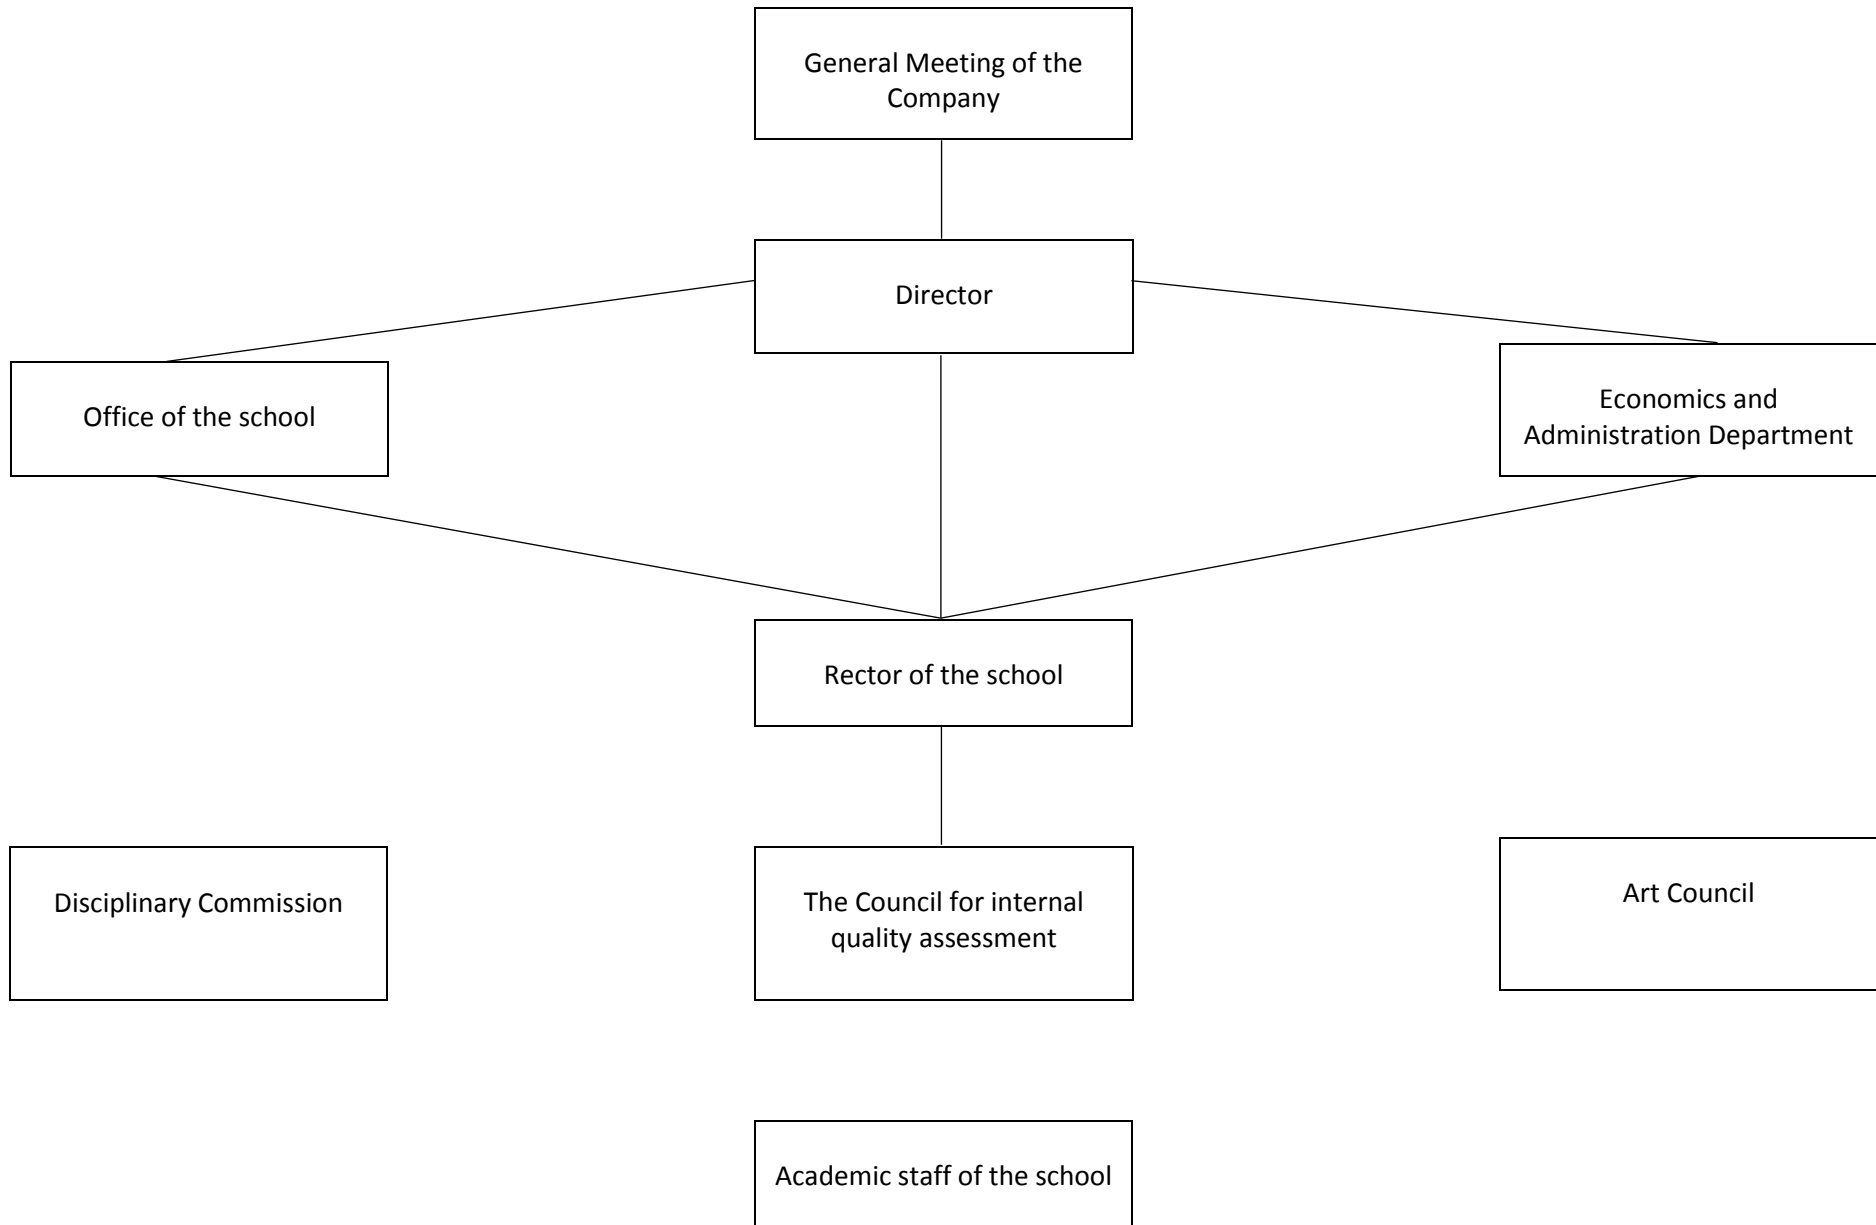 General Meeting of the
Company
Director
Office of the school
Economics and
Administration Department
Rector of the school
Disciplinary Commission
The Council for internal
quality assessment
Art Council
Academic staff of the school